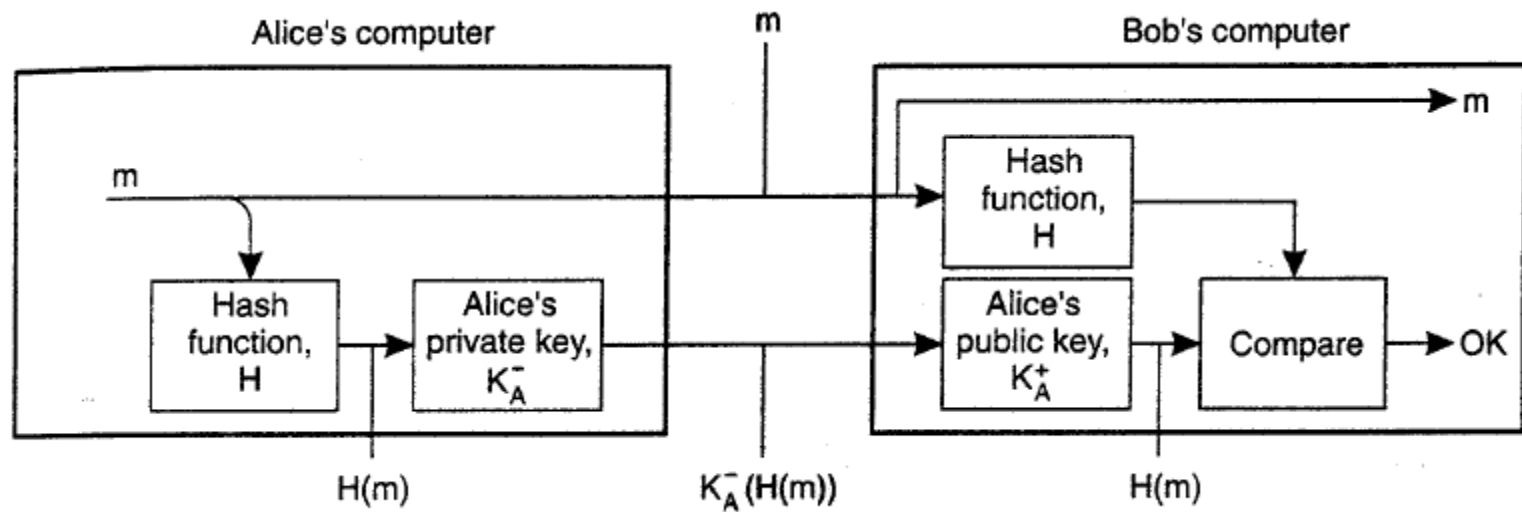 Alice's computer
m
Bob's computer
m
m
Hash
function,
H
Hash
function,
H
Alice's
private key,
K_A^-
Alice's
public key,
K_A^+
Compare
OK
H(m)
K_A^-(H(m))
H(m)